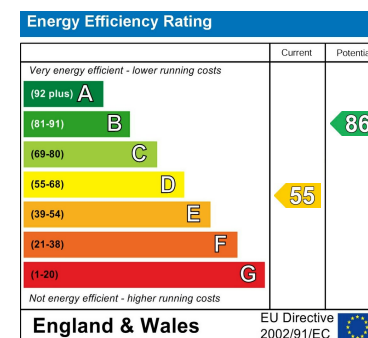 Energy Efficiency Rating
Current Potentia
Very energy efficient - lower running costs
(92 plus) A
(81-91) B
86
(69-80) C
(55-68) D
55
(39-54) E
(21-38) F
(1-20) G
Not energy efficient - higher running costs
England & Wales
EU Directive
2002/91/EC